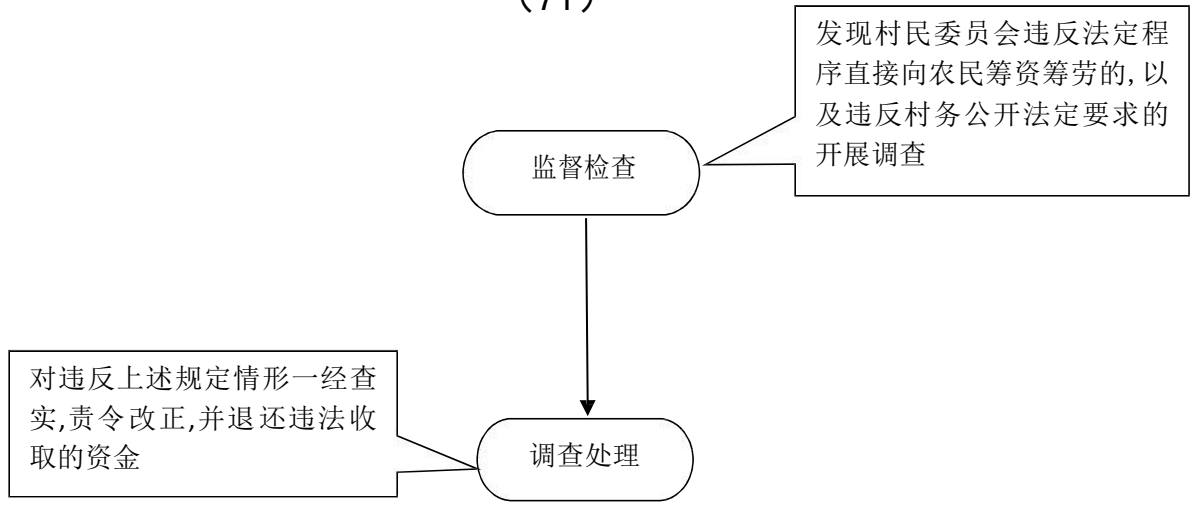 （71）
发现村民委员会违反法定程
序直接向农民筹资筹劳的,以
及违反村务公开法定要求的
开展调查
监督检查
对违反上述规定情形一经查
实,责令改正,并退还违法收
取的资金
调查处理